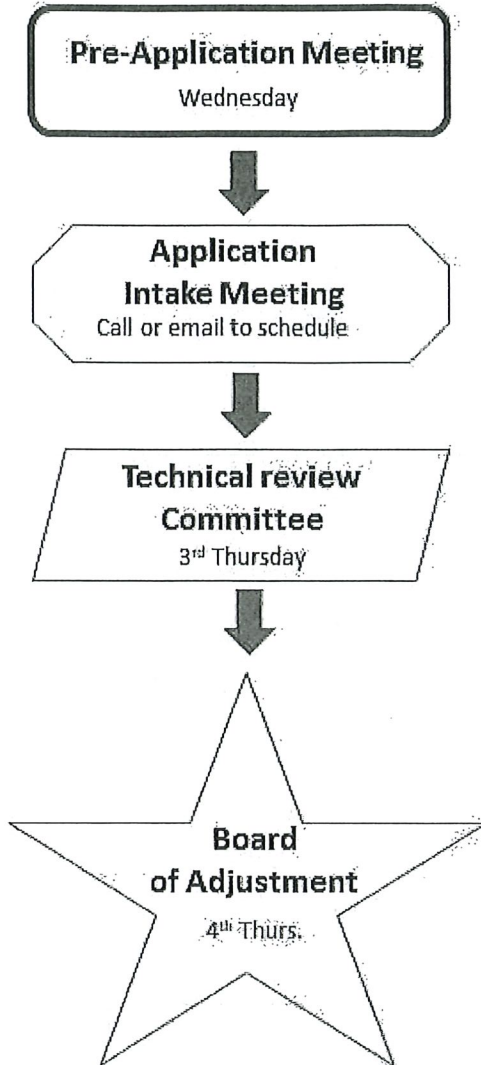 Pre-Application Meeting
Wednesday
Application
Intake Meeting
Call or email to schedule
Technical review
Committee
3rd Thursday
Board
of Adjustment
4th Thurs.